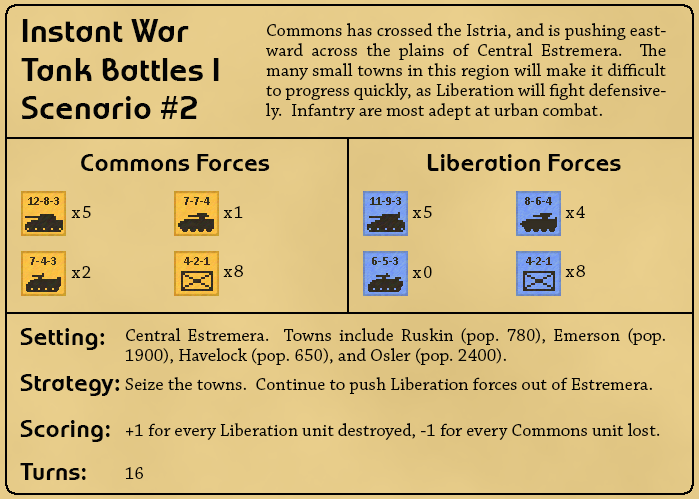 Instant War
Tank Battles I
Scenario #2
Commons has crossed the Istria, and is pushing east-
ward across the plains of Central Estremera. The
many small towns in this region will make it difficult
to progress quickly, as Liberation will fight defensive-
ly. Infantry are most adept at urban combat.
Commons Forces
12-8-3 x5
7-7-4 x1
7-4-3 x2
4-2-1 x8
Liberation Forces
11-9-3 x5
8-6-4 x4
6-5-3 x0
4-2-1 x8
Setting: Central Estremera. Towns include Ruskin (pop. 780), Emerson (pop.
1900), Havelock (pop. 650), and Osler (pop. 2400).
Strategy: Seize the towns. Continue to push Liberation forces out of Estremera.
Scoring: +1 for every Liberation unit destroyed, -1 for every Commons unit lost.
Turns: 16